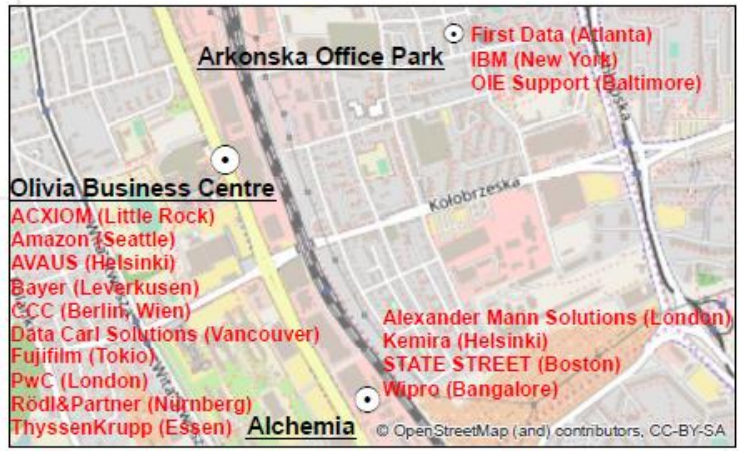 Arkonska Office Park
First Data (Atlanta)
IBM (New York)
OIE Support (Baltimore)
Olivia Business Centre
ACXIOM (Little Rock)
Amazon (Seattle)
AVAUS (Helsinki)
Bayer (Leverkusen)
CCC (Berlin, Wien)
Data Carl Solutions (Vancouver)
Fujifilm (Tokio)
PwC (London)
Rödl&Partner (Nürnberg)
ThyssenKrupp (Essen)
Kołobrzeska
Alexander Mann Solutions (London)
Kemira (Helsinki)
STATE STREET (Boston)
Wipro (Bangalore)
Alchemia
© OpenStreetMap (and) contributors, CC-BY-SA